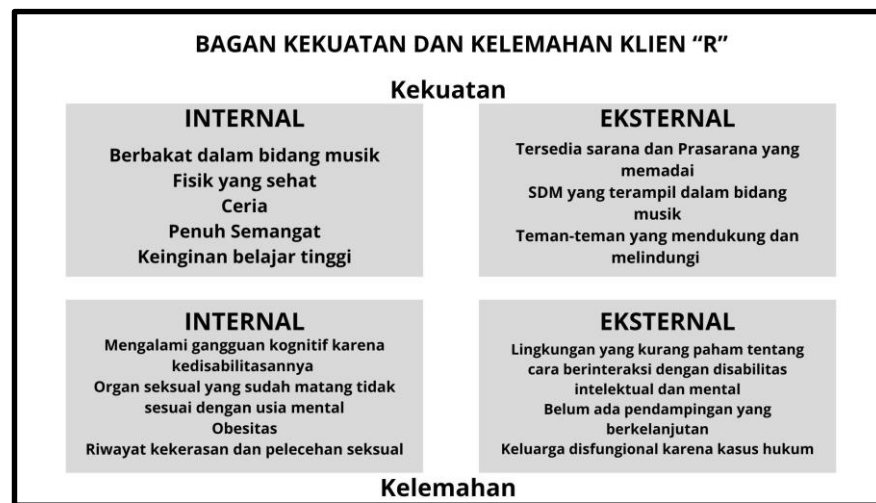 BAGAN KEKUATAN DAN KELEMAHAN KLIEN “R”
Kekuatan
INTERNAL
Berbakat dalam bidang musik
Fisik yang sehat
Ceria
Penuh Semangat
Keinginan belajar tinggi
EKSTERNAL
Tersedia sarana dan Prasarana yang
memadai
SDM yang terampil dalam bidang
musik
Teman-teman yang mendukung dan
melindungi
INTERNAL
Mengalami gangguan kognitif karena
kedisabilitasannya
Organ seksual yang sudah matang tidak
sesuai dengan usia mental
Obesitas
Riwayat kekerasan dan pelecehan seksual
EKSTERNAL
Lingkungan yang kurang paham tentang
cara berinteraksi dengan disabilitas
intelektual dan mental
Belum ada pendampingan yang
berkelanjutan
Keluarga disfungional karena kasus hukum
Kelemahan